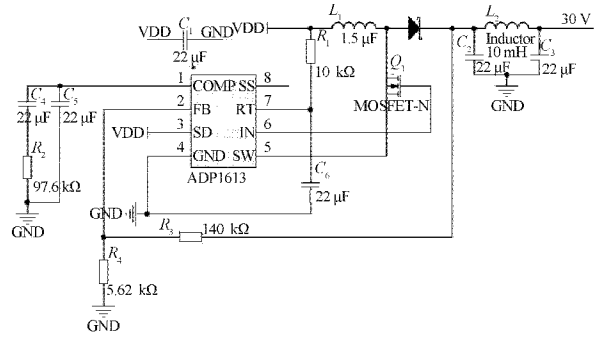 C₁
VDD GND
22 μF
VDD
L₁
1.5 μF
R₁
10 kΩ
L₂
Inductor
10 mH
30 V
C₂
22 μF
C₃
22 μF
GND
Q₁
MOSFET-N
C₄
22 μF
C₅
22 μF
R₂
97.6 kΩ
GND
1 COMP SS 8
2 FB RT 7
VDD 3 SD IN 6
4 GND SW 5
ADP1613
C₆
22 μF
GND
R₃
140 kΩ
R₄
5.62 kΩ
GND